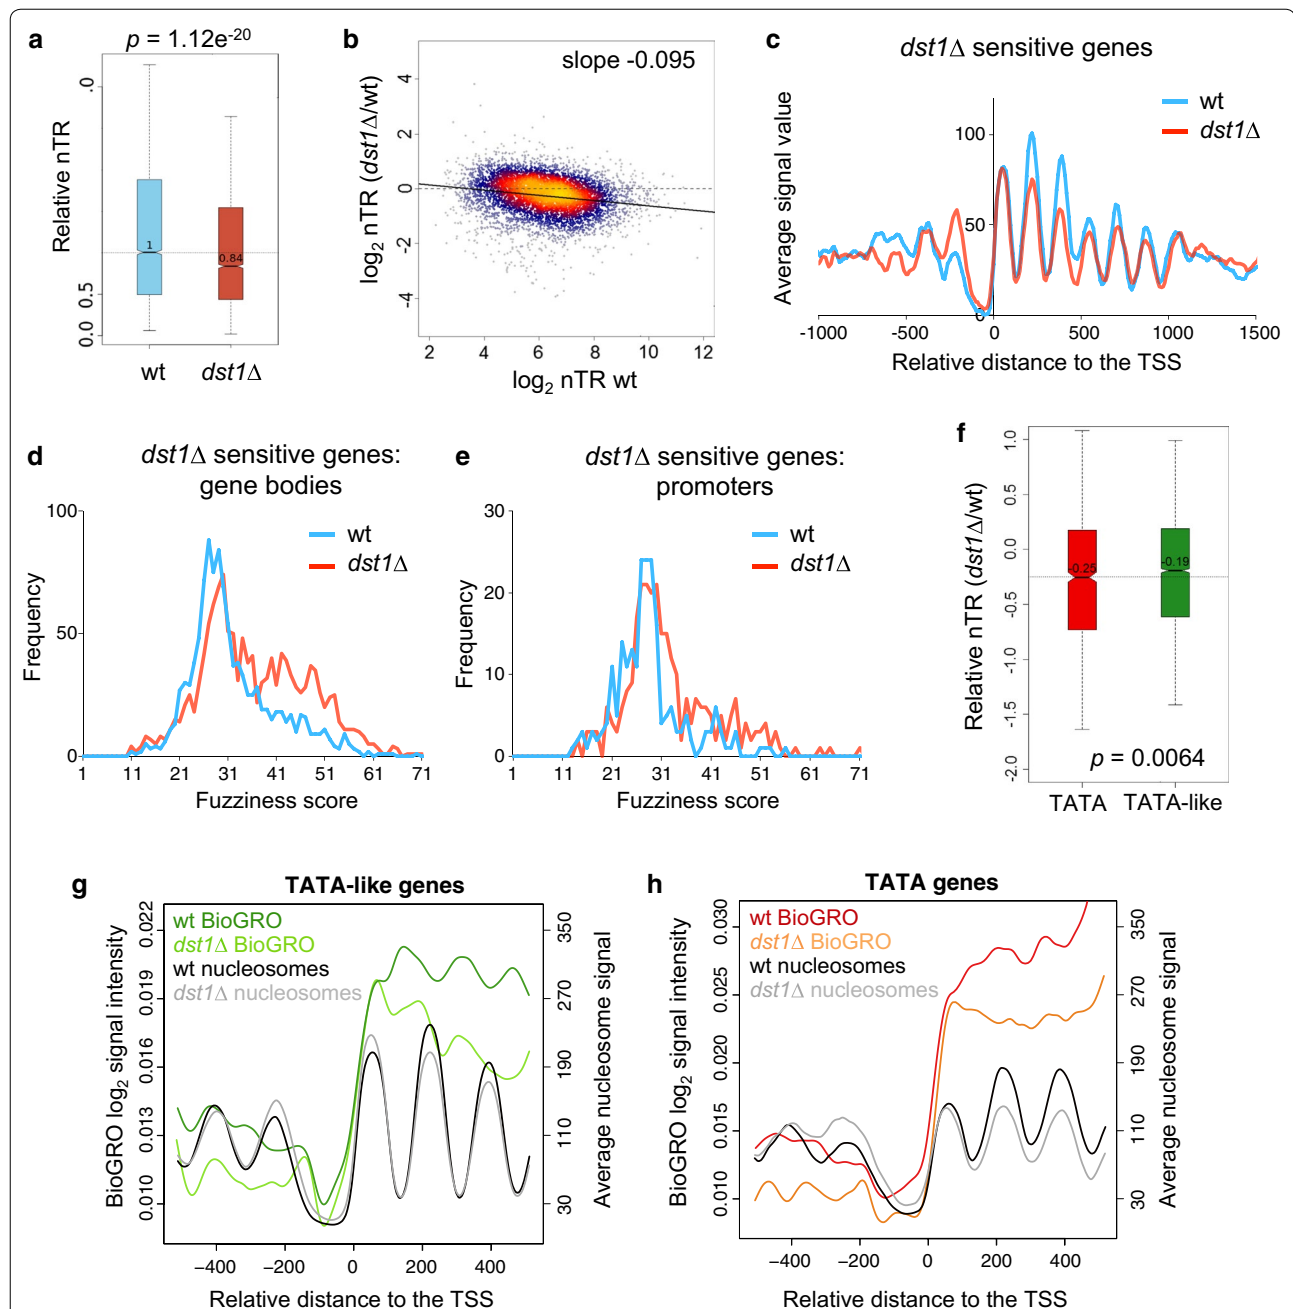 a
p = 1.12e-20
Relative nTR
.0
0.5
0.0
1
0.84
wt
dst1Δ
b
slope -0.095
log2 nTR (dst1Δ/wt)
4
2
0
-2
-4
2 4 6 8 10 12
log2 nTR wt
c
dst1Δ sensitive genes
wt
dst1Δ
Average signal value
100
50
0
-1000 -500 0 500 1000 1500
Relative distance to the TSS
d
dst1Δ sensitive genes:
gene bodies
wt
dst1Δ
Frequency
100
50
0
1 11 21 31 41 51 61 71
Fuzziness score
e
dst1Δ sensitive genes:
promoters
wt
dst1Δ
Frequency
30
20
10
0
1 11 21 31 41 51 61 71
Fuzziness score
f
Relative nTR (dst1Δ/wt)
1.0
0.5
0.0
-0.5
-1.0
-1.5
-2.0
-0.25
-0.19
p = 0.0064
TATA
TATA-like
g
TATA-like genes
wt BioGRO
dst1Δ BioGRO
wt nucleosomes
dst1Δ nucleosomes
BioGRO log2 signal intensity
0.022
0.019
0.016
0.013
0.010
350
270
190
110
30
Average nucleosome signal
−400 −200 0 200 400
Relative distance to the TSS
h
TATA genes
wt BioGRO
dst1Δ BioGRO
wt nucleosomes
dst1Δ nucleosomes
BioGRO log2 signal intensity
0.030
0.025
0.020
0.015
0.010
350
270
190
110
30
Average nucleosome signal
−400 −200 0 200 400
Relative distance to the TSS